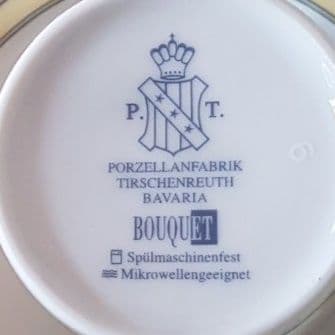 P. T.
PORZELLANFABRIK
TIRSCHENREUTH
BAVARIA
BOUQUET
Spülmaschinenfest
Mikrowellengeeignet